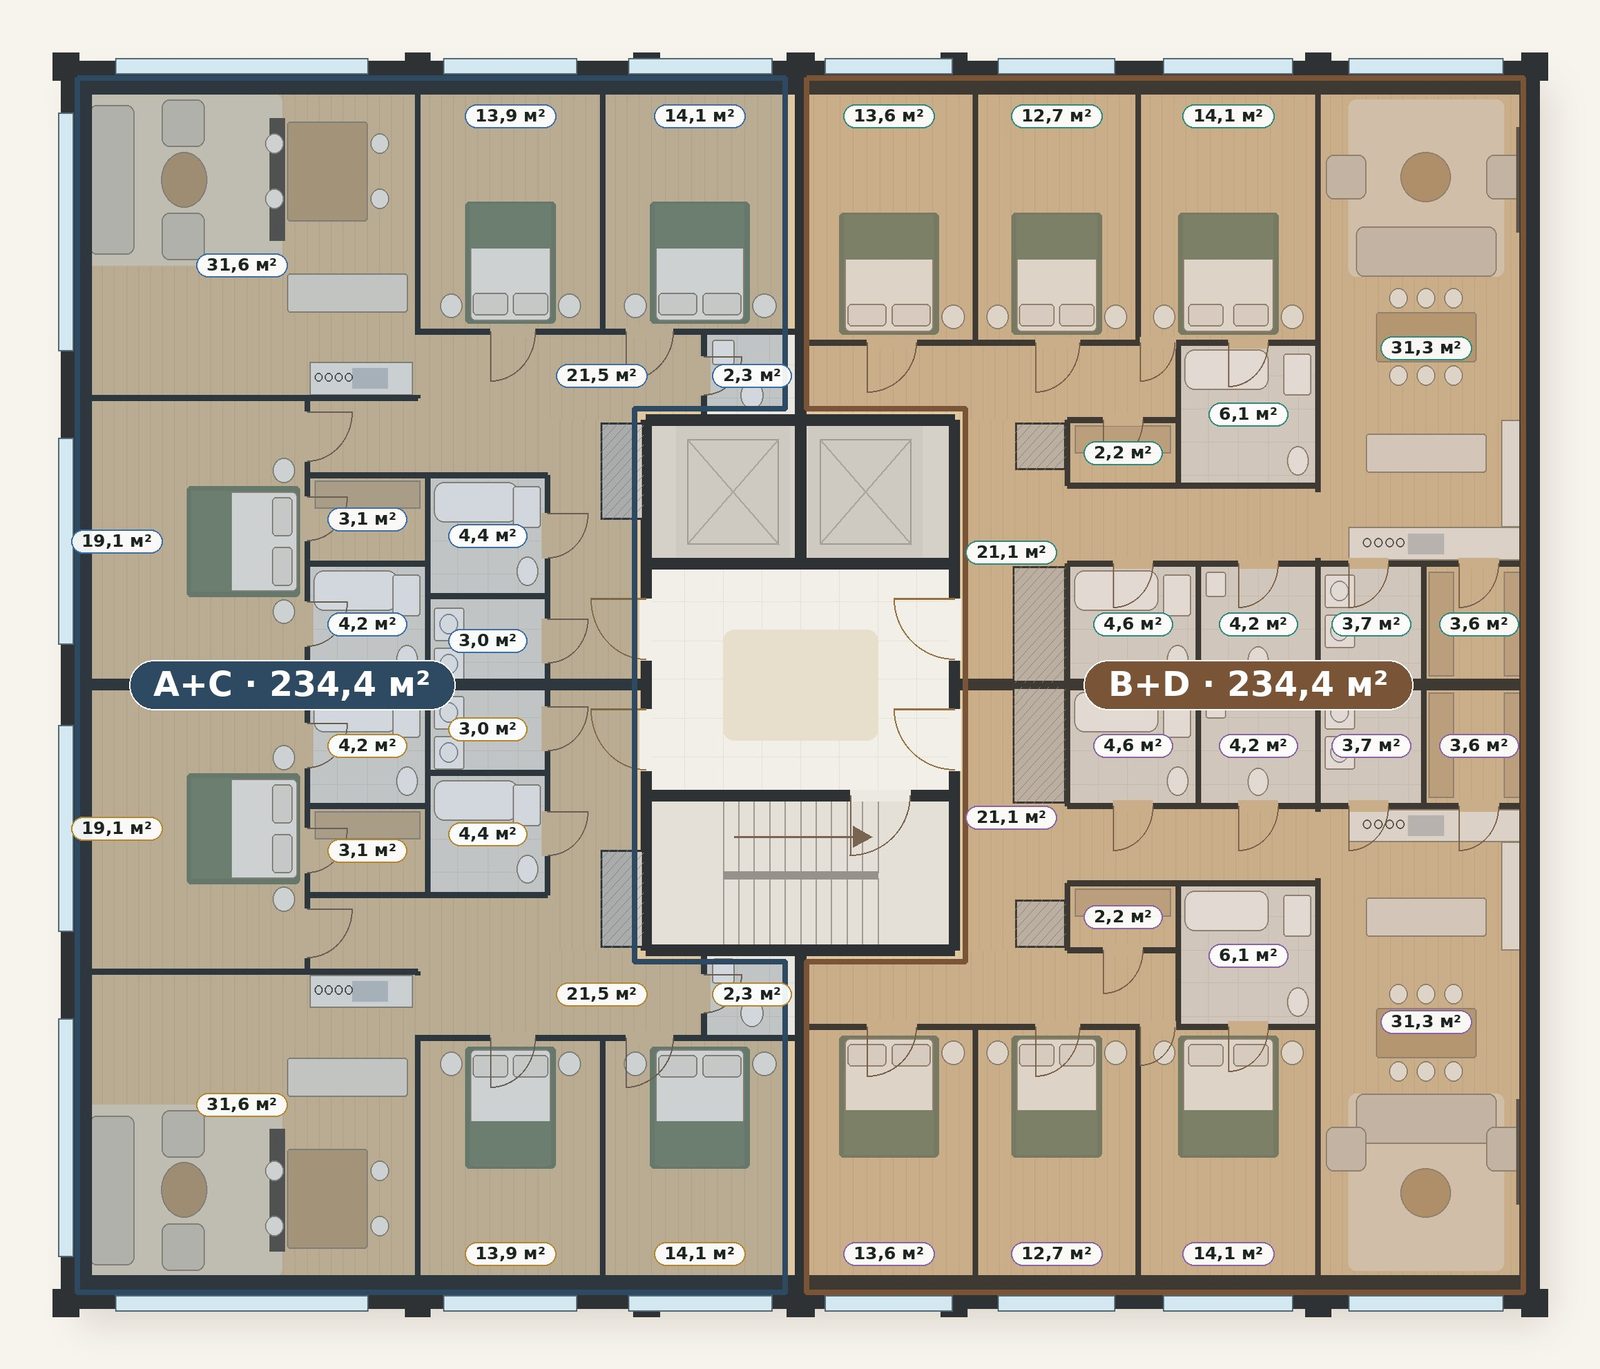 13,9 м²
14,1 м²
13,6 м²
12,7 м²
14,1 м²
31,6 м²
31,3 м²
21,5 м²
2,3 м²
6,1 м²
2,2 м²
3,1 м²
4,4 м²
19,1 м²
21,1 м²
4,2 м²
3,0 м²
4,6 м²
4,2 м²
3,7 м²
3,6 м²
A+C · 234,4 м²
B+D · 234,4 м²
4,2 м²
3,0 м²
4,6 м²
4,2 м²
3,7 м²
3,6 м²
19,1 м²
21,1 м²
3,1 м²
4,4 м²
2,2 м²
6,1 м²
21,5 м²
2,3 м²
31,3 м²
31,6 м²
13,9 м²
14,1 м²
13,6 м²
12,7 м²
14,1 м²